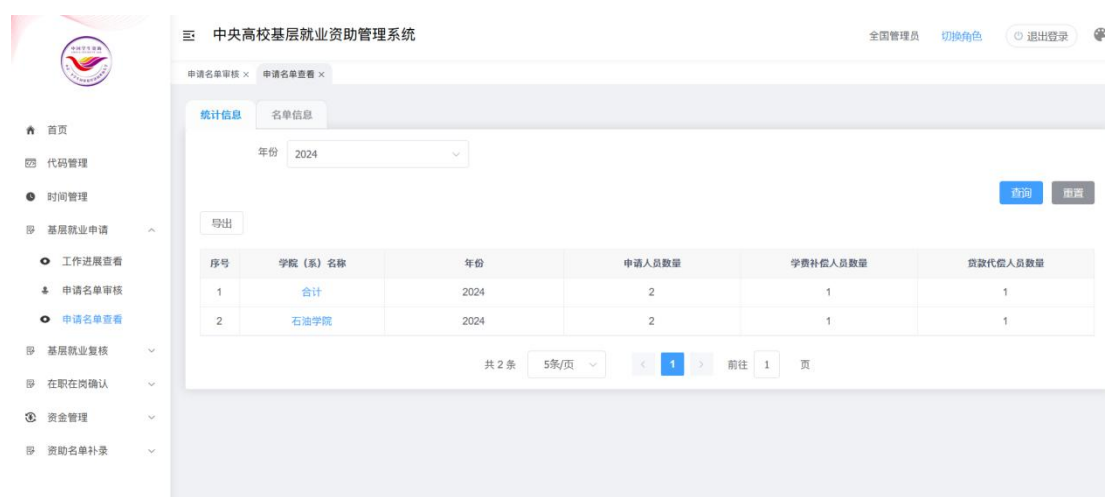 中央高校基层就业资助管理系统
全国管理员 切换角色 退出登录
申请名单审核 × 申请名单查看 ×
首页
代码管理
时间管理
基层就业申请
工作进展查看
申请名单审核
申请名单查看
基层就业复核
在职在岗确认
资金管理
资助名单补录
统计信息 名单信息
年份 2024
查询 重置
导出
序号 学院（系）名称 年份 申请人员数量 学费补偿人员数量 贷款代偿人员数量
1 合计 2024 2 1 1
2 石油学院 2024 2 1 1
共 2 条 5条/页 < 1 > 前往 1 页